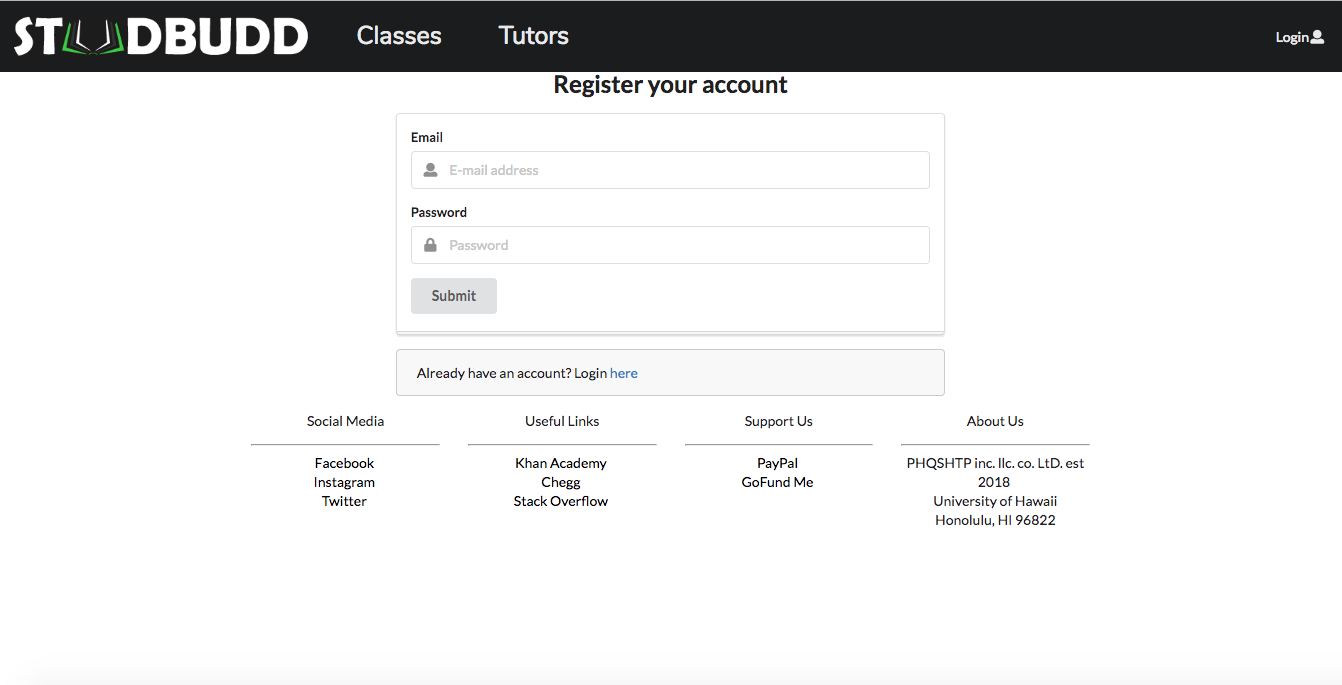 STUDBUDD Classes Tutors Login
Register your account
Email
E-mail address
Password
Password
Submit
Already have an account? Login here
Social Media
Facebook
Instagram
Twitter
Useful Links
Khan Academy
Chegg
Stack Overflow
Support Us
PayPal
GoFund Me
About Us
PHQSHTP inc. llc. co. LtD. est
2018
University of Hawaii
Honolulu, HI 96822